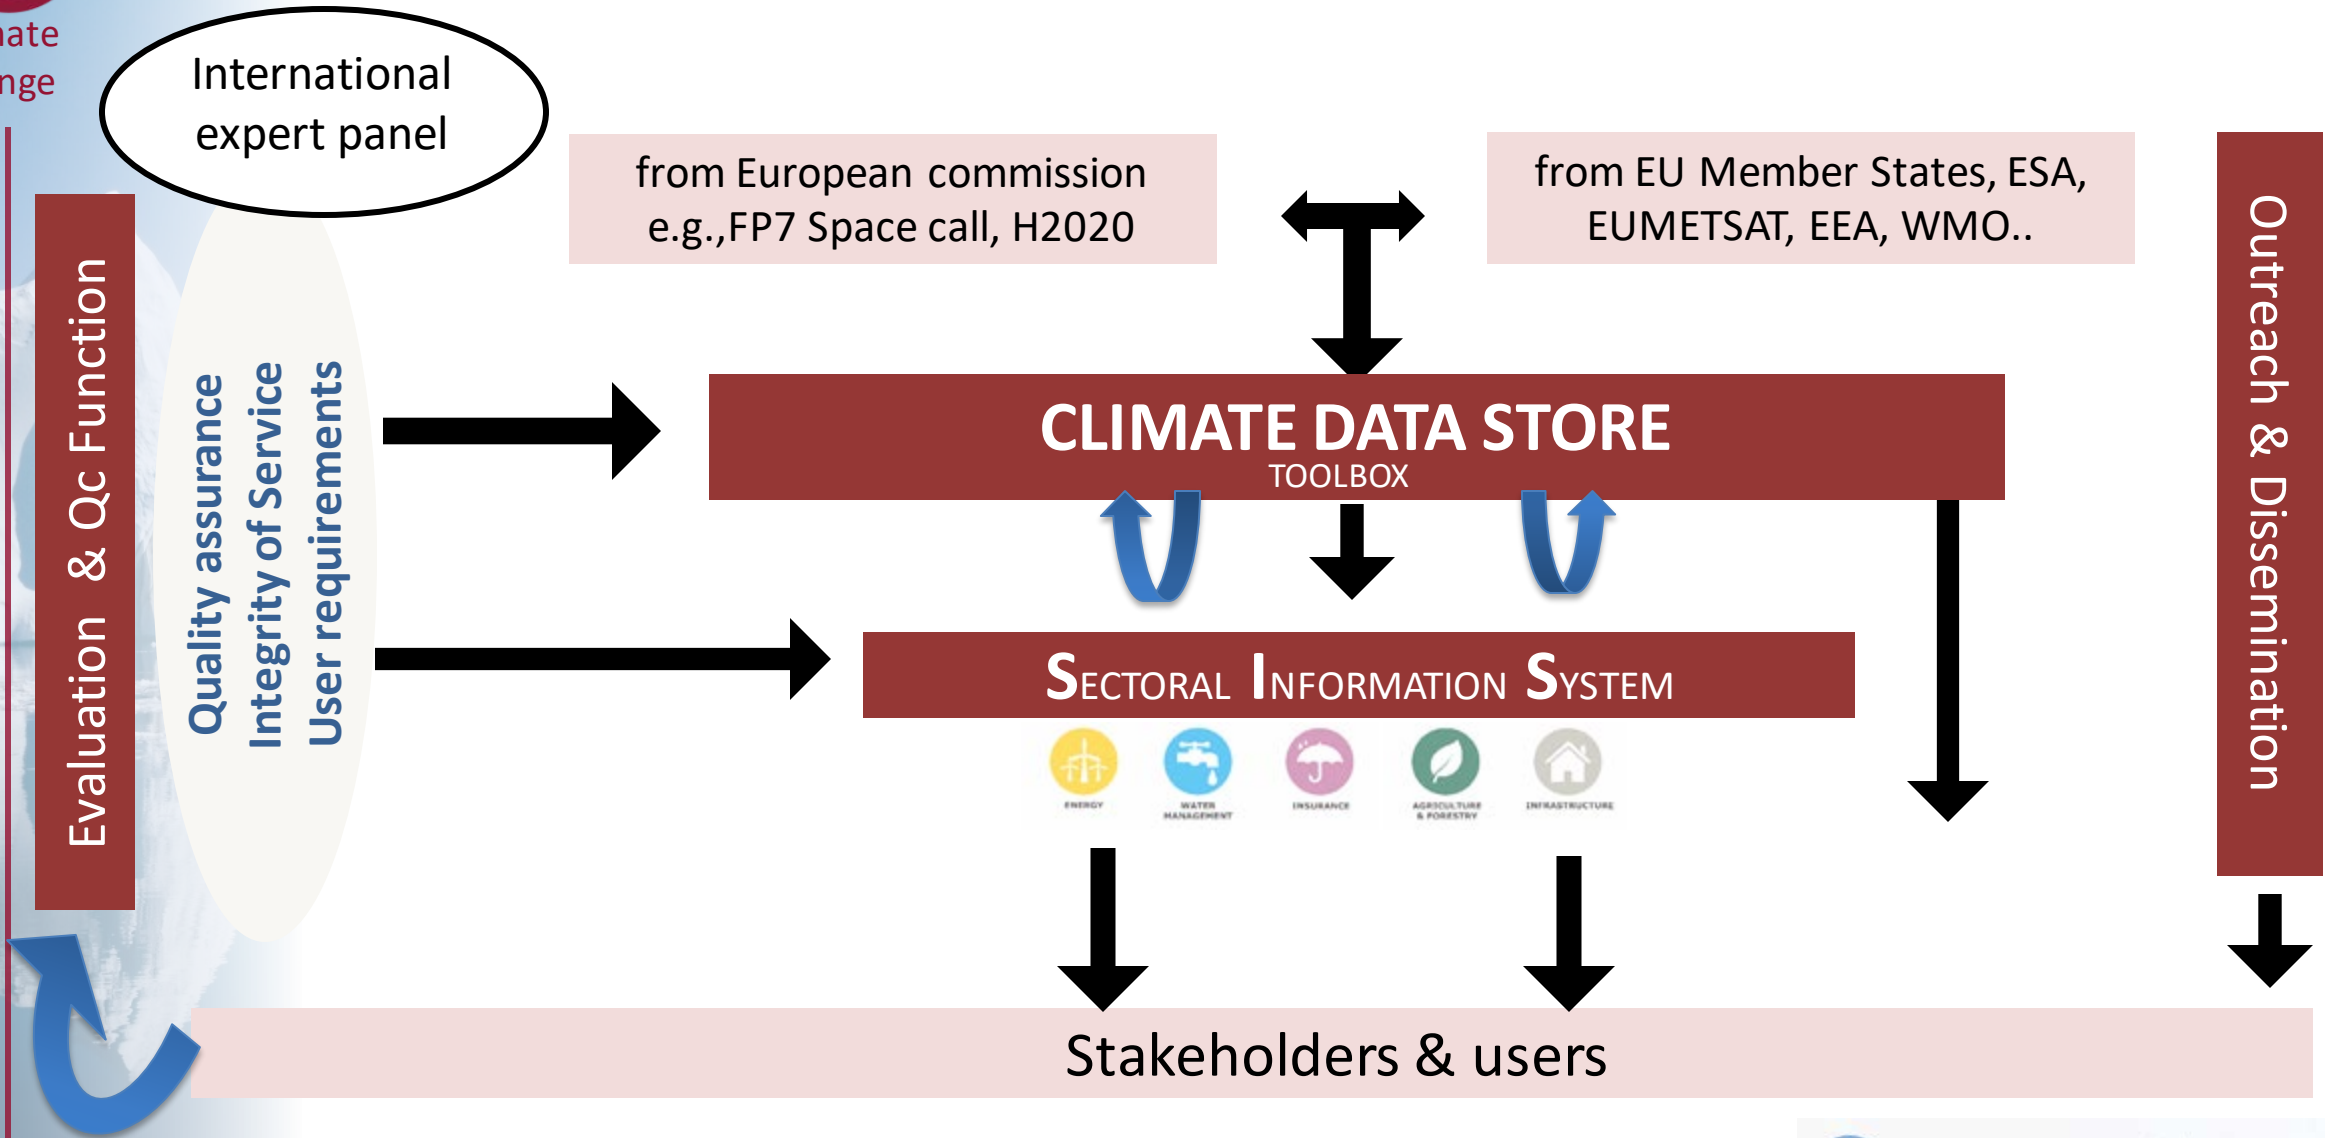 International
expert panel
from European commission
e.g.,FP7 Space call, H2020
from EU Member States, ESA,
EUMETSAT, EEA, WMO..
Evaluation & Qc Function
Quality assurance
Integrity of Service
User requirements
CLIMATE DATA STORE
TOOLBOX
SECTORAL INFORMATION SYSTEM
ENERGY
WATER
MANAGEMENT
INSURANCE
AGRICULTURE
& FORESTRY
INFRASTRUCTURE
Outreach & Dissemination
Stakeholders & users